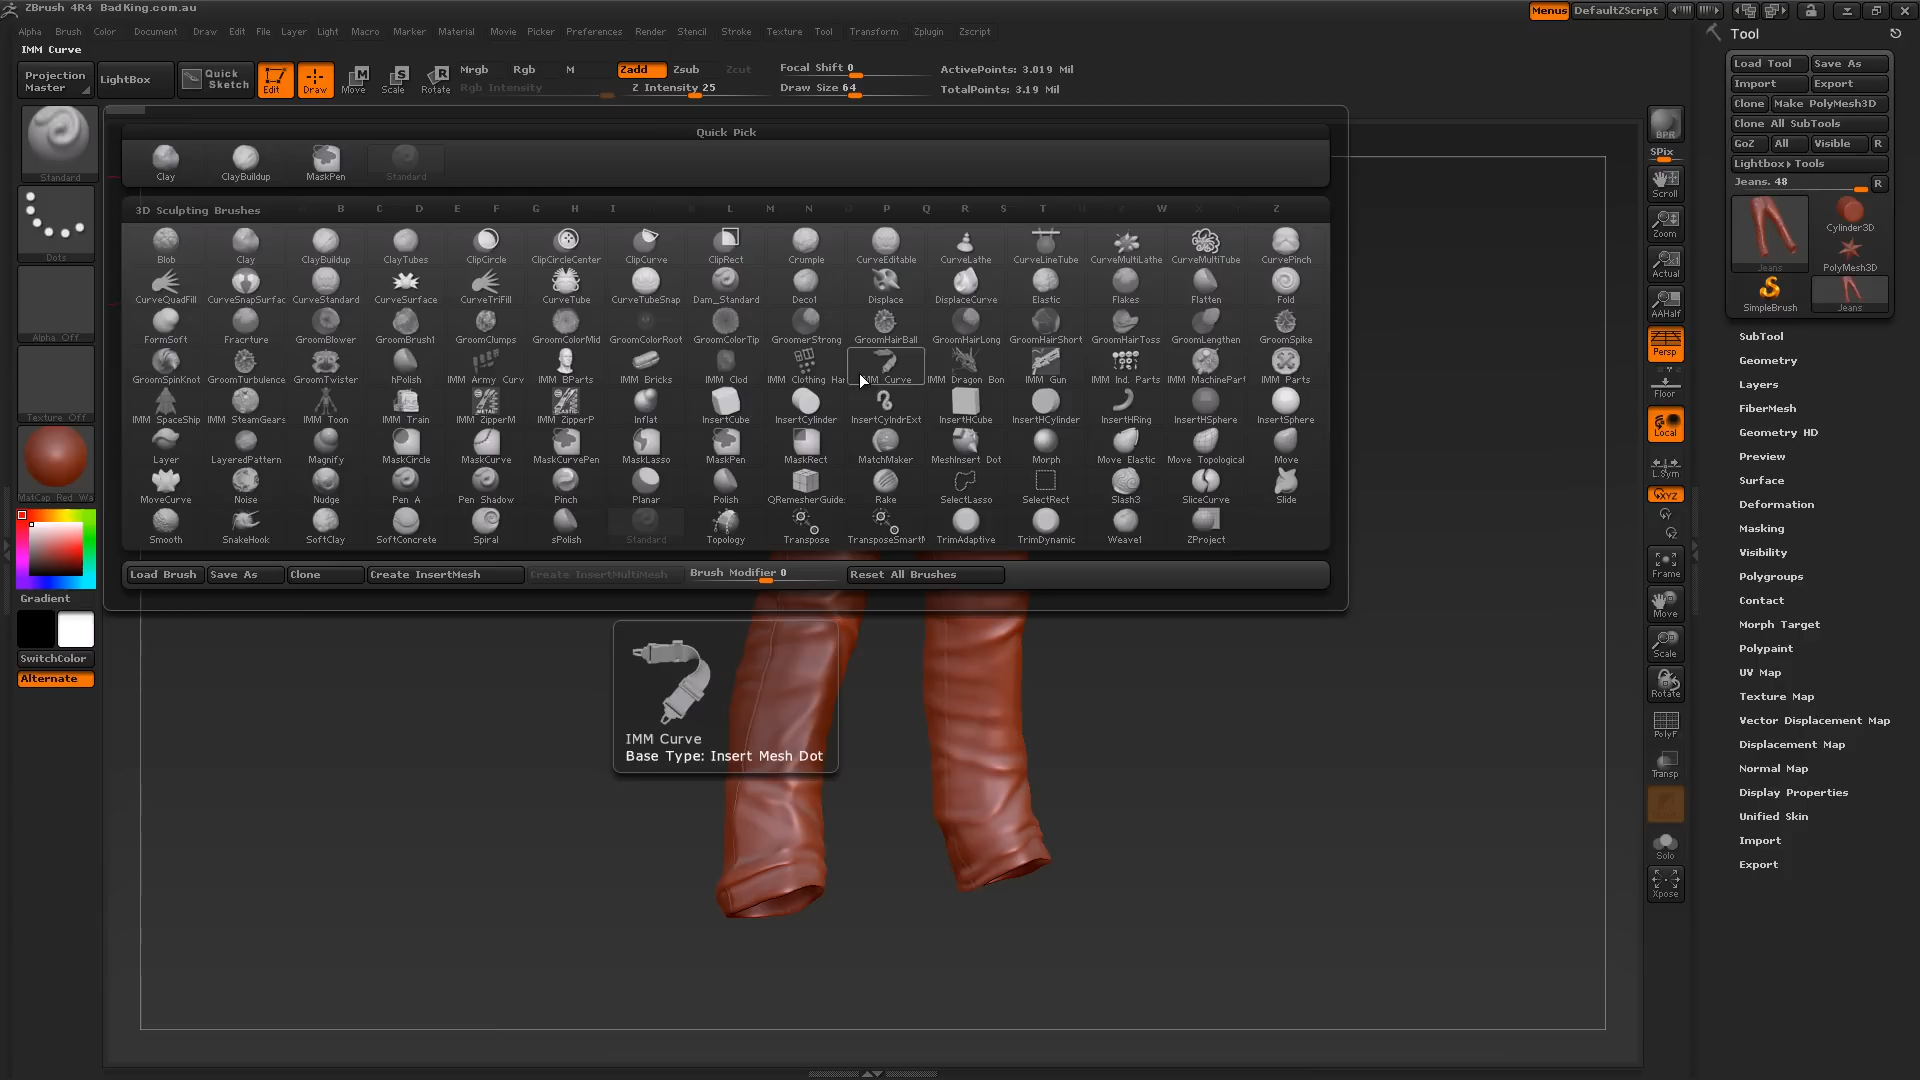 ZBrush 4R4 BadKing.com.au
Menus DefaultZScript
Alpha Brush Color Document Draw Edit File Layer Light Macro Marker Material Movie Picker Preferences Render Stencil Stroke Texture Tool Transform Zplugin Zscript
IMM Curve
Projection Master
LightBox
Quick Sketch
Edit Draw Move Scale Rotate
Mrgb Rgb M
Rgb Intensity
Zadd Zsub Zcut
Z Intensity 25
Focal Shift 0
Draw Size 64
ActivePoints: 3.019 Mil
TotalPoints: 3.19 Mil
Quick Pick
Clay ClayBuildup MaskPen Standard
3D Sculpting Brushes B C D E F G H I L M N P Q R S T W Z
Blob Clay ClayBuildup ClayTubes ClipCircle ClipCircleCenter ClipCurve ClipRect Crumple CurveEditable CurveLathe CurveLineTube CurveMultiLathe CurveMultiTube CurvePinch
CurveQuadFill CurveSnapSurfac CurveStandard CurveSurface CurveTriFill CurveTube CurveTubeSnap Dam_Standard Deco1 Displace DisplaceCurve Elastic Flakes Flatten Fold
FormSoft Fracrture GroomBlower GroomBrush1 GroomClumps GroomColorMid GroomColorRoot GroomColorTip GroomerStrong GroomHairBall GroomHairLong GroomHairShort GroomHairToss GroomLengthen GroomSpike
GroomSpinKnot GroomTurbulence GroomTwister hPolish IMM Army Curv IMM BParts IMM Bricks IMM Clod IMM Clothing Har IMM Curve IMM Dragon Bon IMM Gun IMM Ind. Parts IMM MachinePart IMM Parts
IMM SpaceShip IMM SteamGears IMM Toon IMM Train IMM ZipperM IMM ZipperP Inflat InsertCube InsertCylinder InsertCylndrExt InsertHCube InsertHCylinder InsertHRing InsertHSphere InsertSphere
Layer LayeredPattern Magnify MaskCircle MaskCurve MaskCurvePen MaskLasso MaskPen MaskRect MatchMaker MeshInsert Dot Morph Move Elastic Move Topological Move
MoveCurve Noise Nudge Pen A Pen Shadow Pinch Planar Polish QRemesherGuide: Rake SelectLasso SelectRect Slash3 SliceCurve Slide
Smooth SnakeHook SoftClay SoftConcrete Spiral sPolish Standard Topology Transpose TransposeSmartM TrimAdaptive TrimDynamic Weave1 ZProject
Load Brush Save As Clone Create InsertMesh Create InsertMultiMesh Brush Modifier 0 Reset All Brushes
IMM Curve
Base Type: Insert Mesh Dot
Standard
Dots
Alpha Off
Texture Off
MatCap Red Wa
Gradient
SwitchColor
Alternate
BPR
SPix
Scroll
Zoom
Actual
AAHalf
Persp
Floor
Local
L.Sym
XYZ
Frame
Move
Scale
Rotate
PolyF
Transp
Solo
Xpose
Tool
Load Tool Save As
Import Export
Clone Make PolyMesh3D
Clone All SubTools
GoZ All Visible R
Lightbox Tools
Jeans. 48 R
Jeans
Cylinder3D
PolyMesh3D
SimpleBrush
Jeans
SubTool
Geometry
Layers
FiberMesh
Geometry HD
Preview
Surface
Deformation
Masking
Visibility
Polygroups
Contact
Morph Target
Polypaint
UV Map
Texture Map
Vector Displacement Map
Displacement Map
Normal Map
Display Properties
Unified Skin
Import
Export